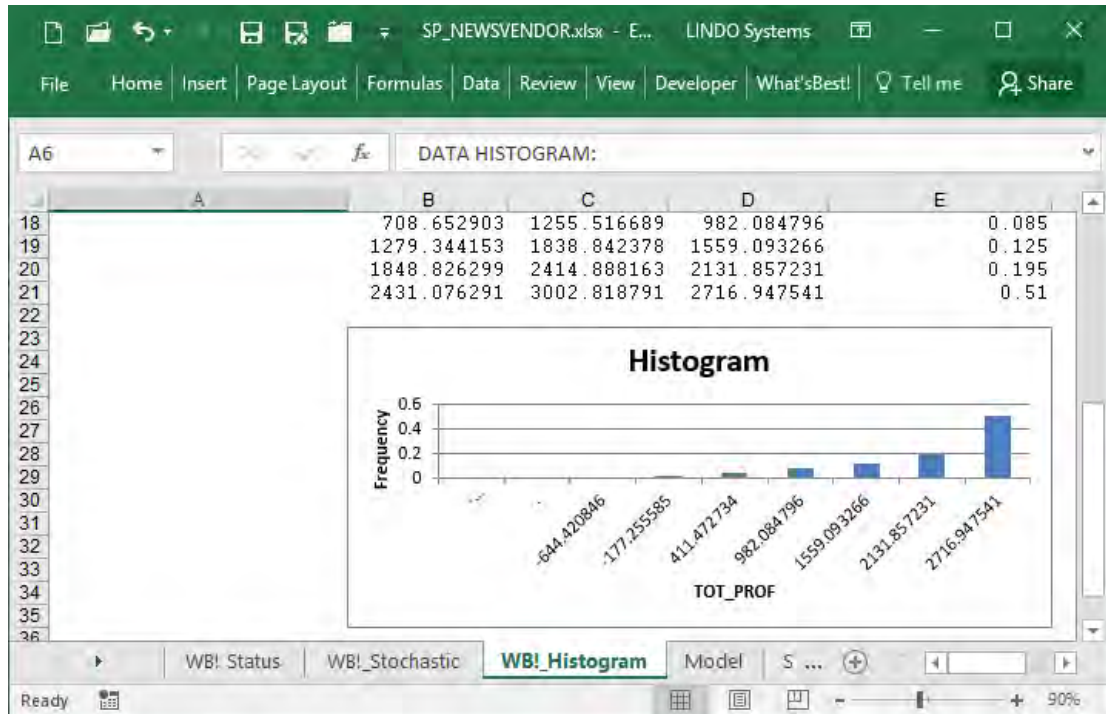 SP_NEWSVENDOR.xlsx - E... LINDO Systems
File Home Insert Page Layout Formulas Data Review View Developer What'sBest! Tell me Share
A6 fx DATA HISTOGRAM:
A B C D E
18 708.652903 1255.516689 982.084796 0.085
19 1279.344153 1838.842378 1559.093266 0.125
20 1848.826299 2414.888163 2131.857231 0.195
21 2431.076291 3002.818791 2716.947541 0.51
22
23
24
25
26
27
28
29
30
31
32
33
34
35
36
Histogram
Frequency
0.6
0.4
0.2
0
... ... -644.420846 -177.255585 411.472734 982.084796 1559.093266 2131.857231 2716.947541
TOT_PROF
WB! Status WB!_Stochastic WB!_Histogram Model S ...
Ready 90%